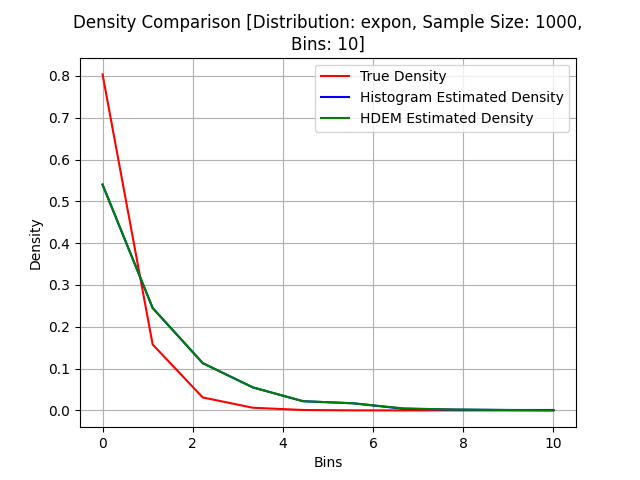 Density Comparison [Distribution: expon, Sample Size: 1000,
Bins: 10]
True Density
Histogram Estimated Density
HDEM Estimated Density
Density
0.8
0.7
0.6
0.5
0.4
0.3
0.2
0.1
0.0
0 2 4 6 8 10
Bins